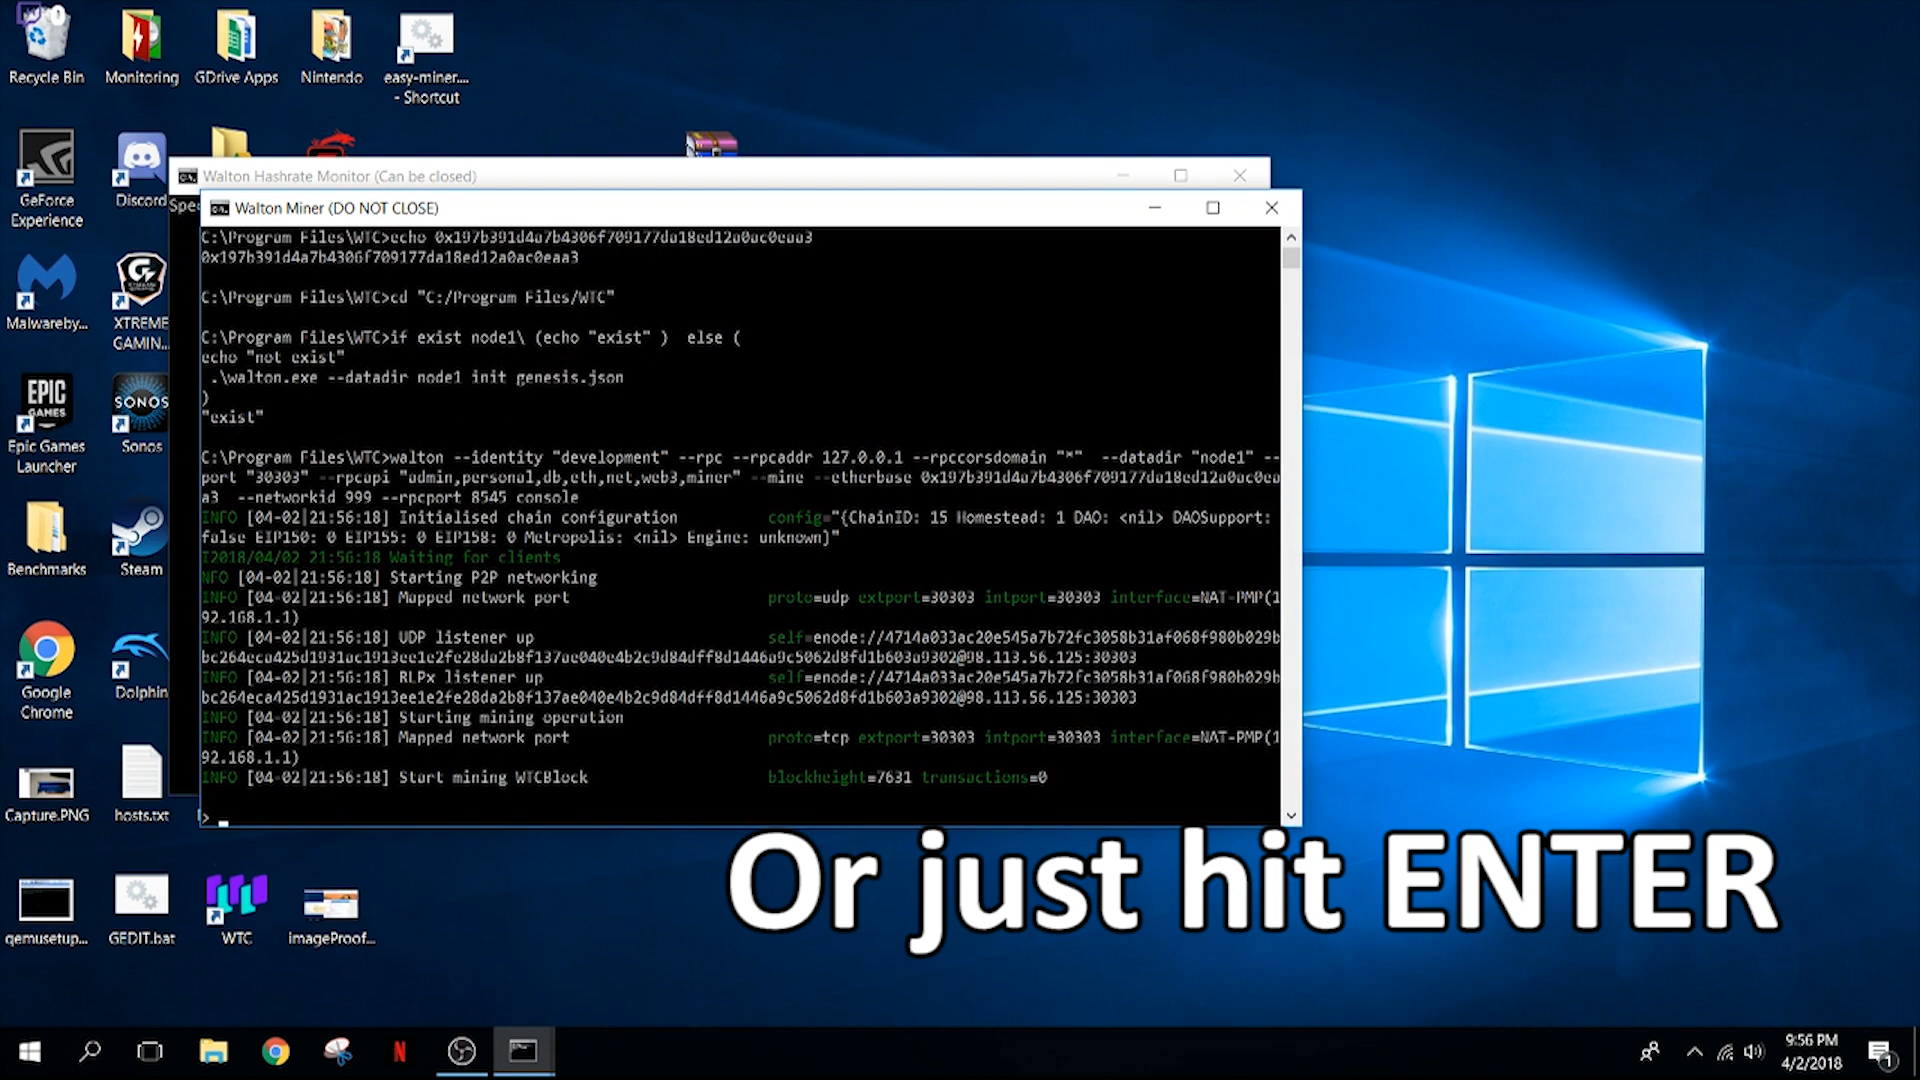 Recycle Bin
Monitoring
GDrive Apps
Nintendo
easy-miner....
- Shortcut
GeForce
Experience
Discord
Malwareby...
XTREME
GAMIN...
EPIC
GAMES
Epic Games
Launcher
SONOS
Sonos
Benchmarks
Steam
Google
Chrome
Dolphin
Capture.PNG
hosts.txt
qemusetup...
GEDIT.bat
WTC
imageProof...
Walton Hashrate Monitor (Can be closed)
Spe
Walton Miner (DO NOT CLOSE)
C:\Program Files\WTC>echo 0x197b391d4a7b4306f709177da18ed12a0ac0eaa3
0x197b391d4a7b4306f709177da18ed12a0ac0eaa3
C:\Program Files\WTC>cd "C:/Program Files/WTC"
C:\Program Files\WTC>if exist node1\ (echo "exist" )  else (
echo "not exist"
.\walton.exe --datadir node1 init genesis.json
)
"exist"
C:\Program Files\WTC>walton --identity "development" --rpc --rpcaddr 127.0.0.1 --rpccorsdomain "*"  --datadir "node1" --
port "30303" --rpcapi "admin,personal,db,eth,net,web3,miner" --mine --etherbase 0x197b391d4a7b4306f709177da18ed12a0ac0ea
a3  --networkid 999 --rpcport 8545 console
INFO [04-02|21:56:18] Initialised chain configuration config="{ChainID: 15 Homestead: 1 DAO: <nil> DAOSupport:
false EIP150: 0 EIP155: 0 EIP158: 0 Metropolis: <nil> Engine: unknown}"
I2018/04/02 21:56:18 Waiting for clients
NFO [04-02|21:56:18] Starting P2P networking
INFO [04-02|21:56:18] Mapped network port proto=udp extport=30303 intport=30303 interface=NAT-PMP(1
92.168.1.1)
INFO [04-02|21:56:18] UDP listener up self=enode://4714a033ac20e545a7b72fc3058b31af068f980b029b
bc264eca425d1931ac1913ee1e2fe28da2b8f137ae040e4b2c9d84dff8d1446a9c5062d8fd1b603a9302@98.113.56.125:30303
INFO [04-02|21:56:18] RLPx listener up self=enode://4714a033ac20e545a7b72fc3058b31af068f980b029b
bc264eca425d1931ac1913ee1e2fe28da2b8f137ae040e4b2c9d84dff8d1446a9c5062d8fd1b603a9302@98.113.56.125:30303
INFO [04-02|21:56:18] Starting mining operation
INFO [04-02|21:56:18] Mapped network port proto=tcp extport=30303 intport=30303 interface=NAT-PMP(1
92.168.1.1)
INFO [04-02|21:56:18] Start mining WTCBlock blockheight=7631 transactions=0
>
Or just hit ENTER
9:56 PM
4/2/2018
1